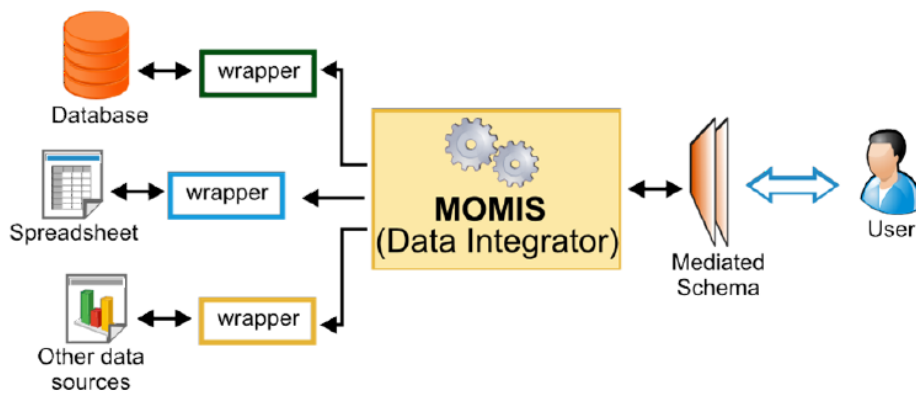 wrapper
Database
wrapper
Spreadsheet
wrapper
Other data
sources
MOMIS
(Data Integrator)
Mediated
Schema
User